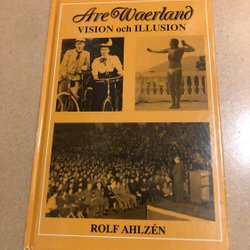 Are Waerland
VISION och ILLUSION
ROLF AHLZÉN